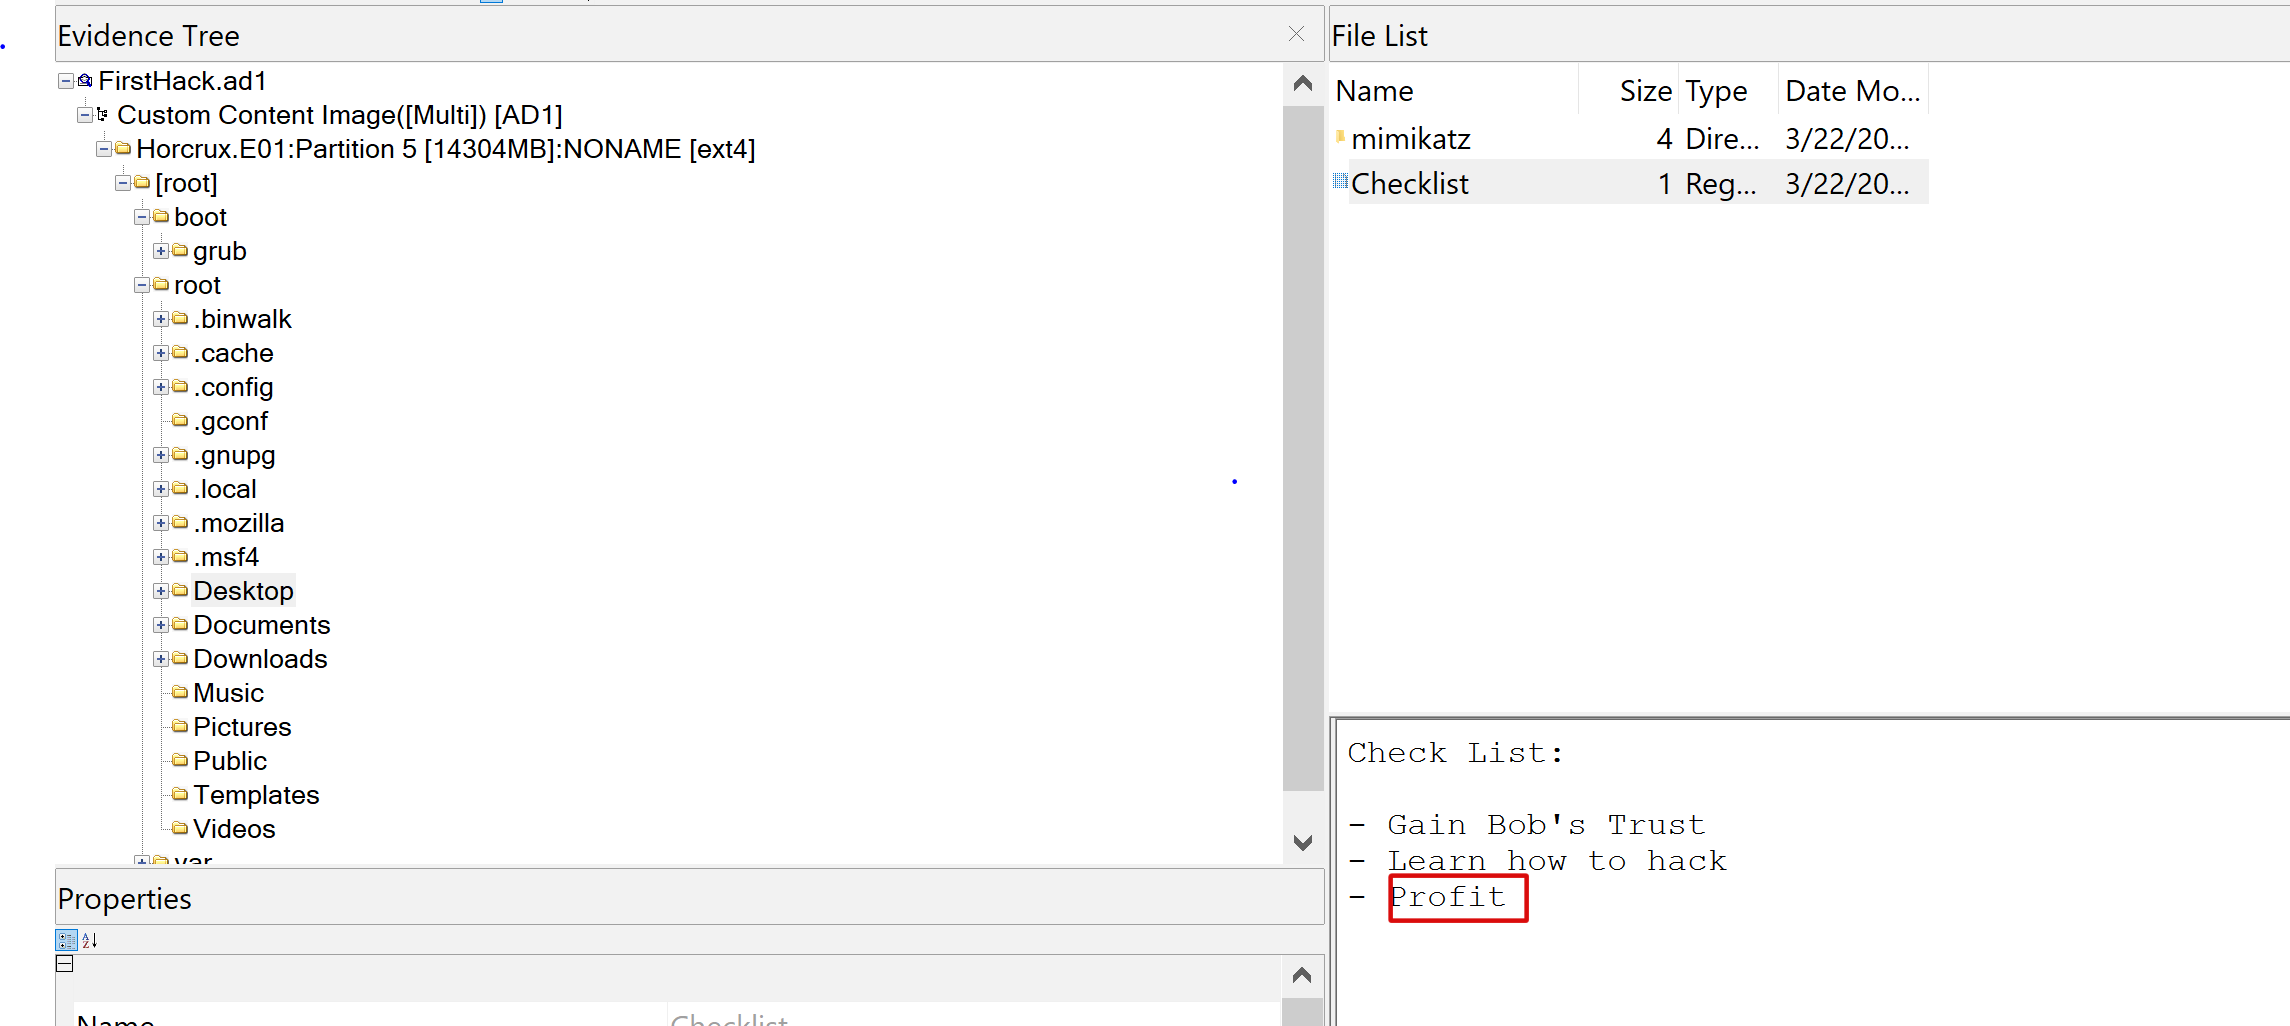 Evidence Tree
FirstHack.ad1
Custom Content Image([Multi]) [AD1]
Horcrux.E01:Partition 5 [14304MB]:NONAME [ext4]
[root]
boot
grub
root
.binwalk
.cache
.config
.gconf
.gnupg
.local
.mozilla
.msf4
Desktop
Documents
Downloads
Music
Pictures
Public
Templates
Videos
var
Properties
Name Checklist
File List
Name Size Type Date Mo...
mimikatz 4 Dire... 3/22/20...
Checklist 1 Reg... 3/22/20...
Check List:
- Gain Bob's Trust
- Learn how to hack
- Profit